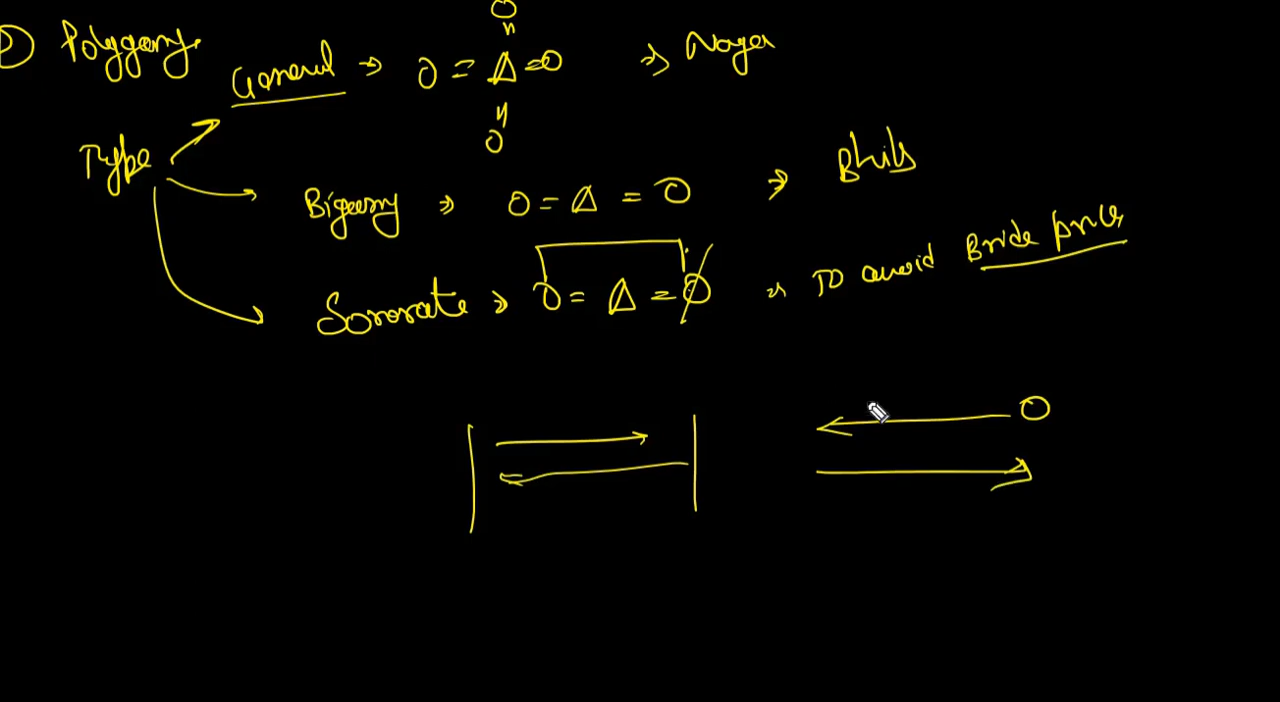 Polygamy
General → O = Δ = O ⇒ Nayar
Type
Bigamy ⇒ O = Δ = O ⇒ Bhils
Sororate ⇒ O = Δ = O ⇒ To avoid Bride price